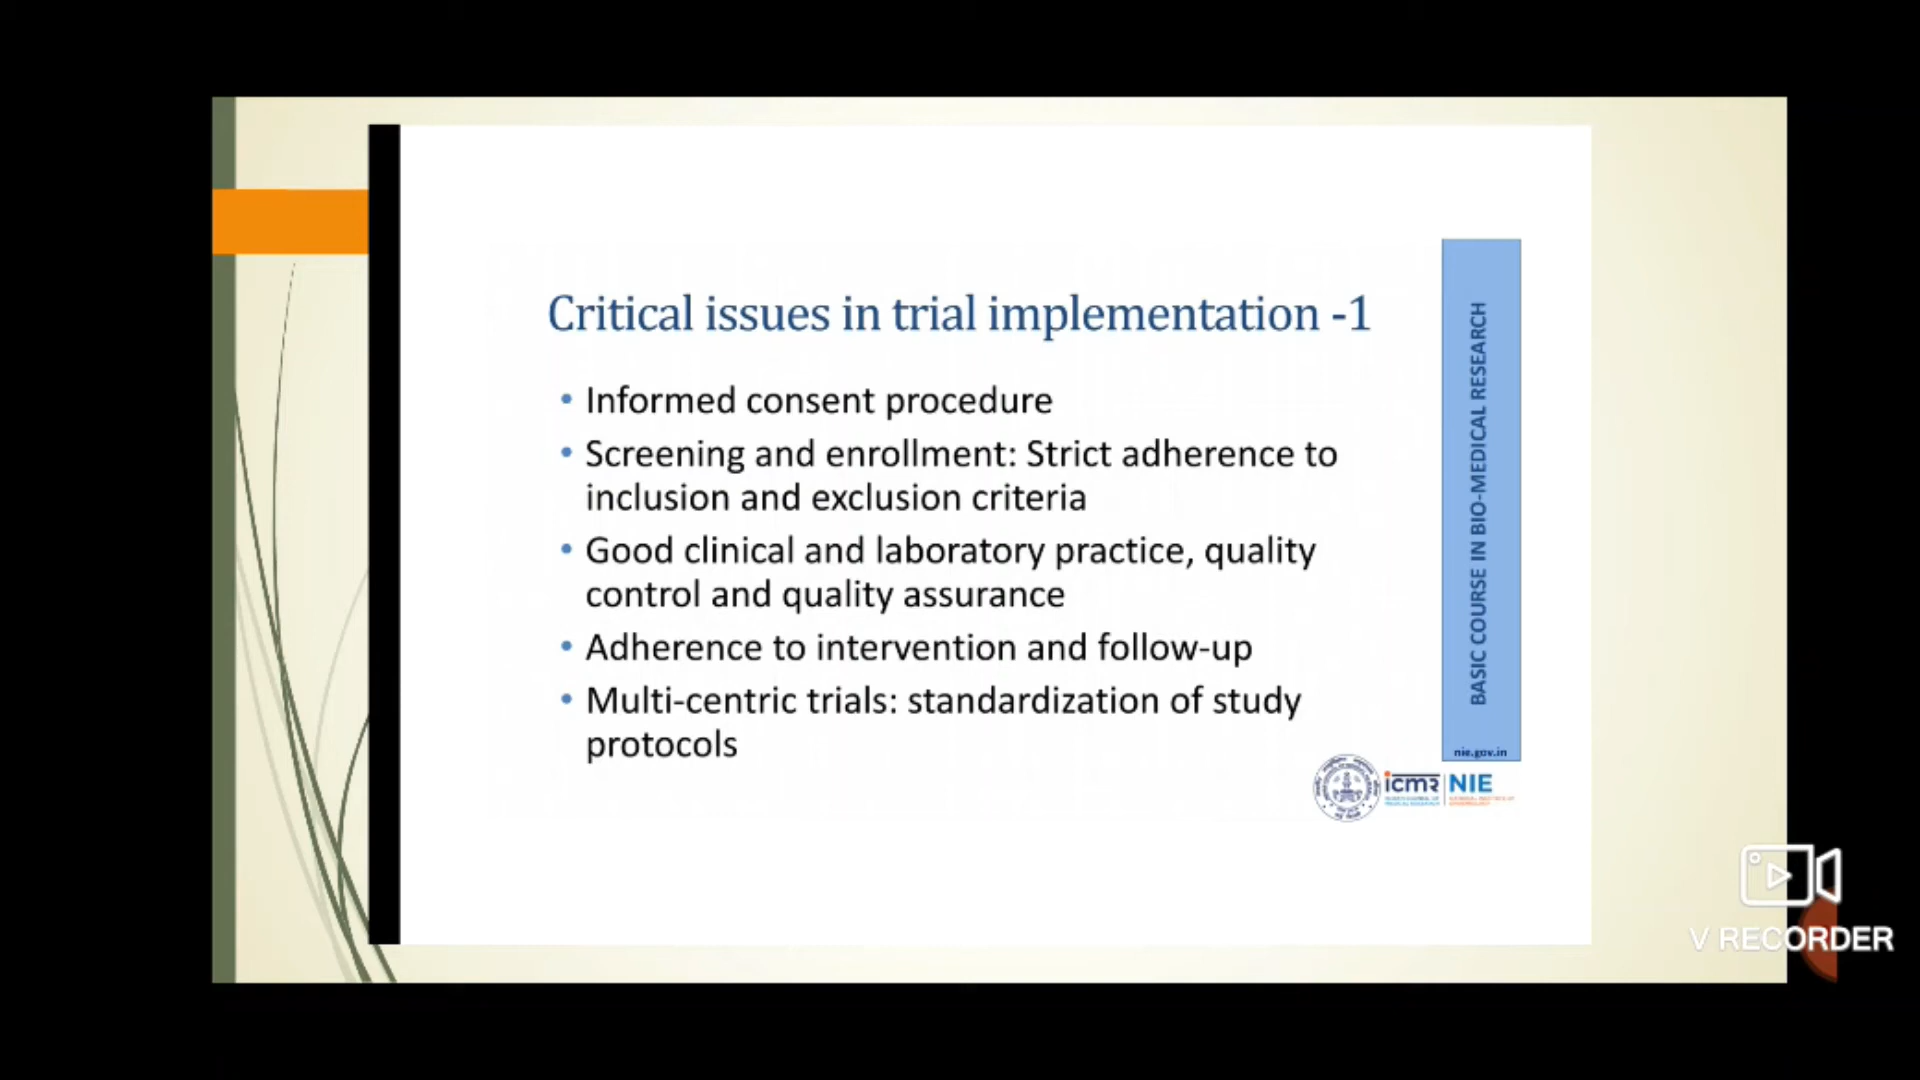 Critical issues in trial implementation -1
• Informed consent procedure
• Screening and enrollment: Strict adherence to
inclusion and exclusion criteria
• Good clinical and laboratory practice, quality
control and quality assurance
• Adherence to intervention and follow-up
• Multi-centric trials: standardization of study
protocols
BASIC COURSE IN BIO-MEDICAL RESEARCH
nie.gov.in
icmr NIE
V RECORDER